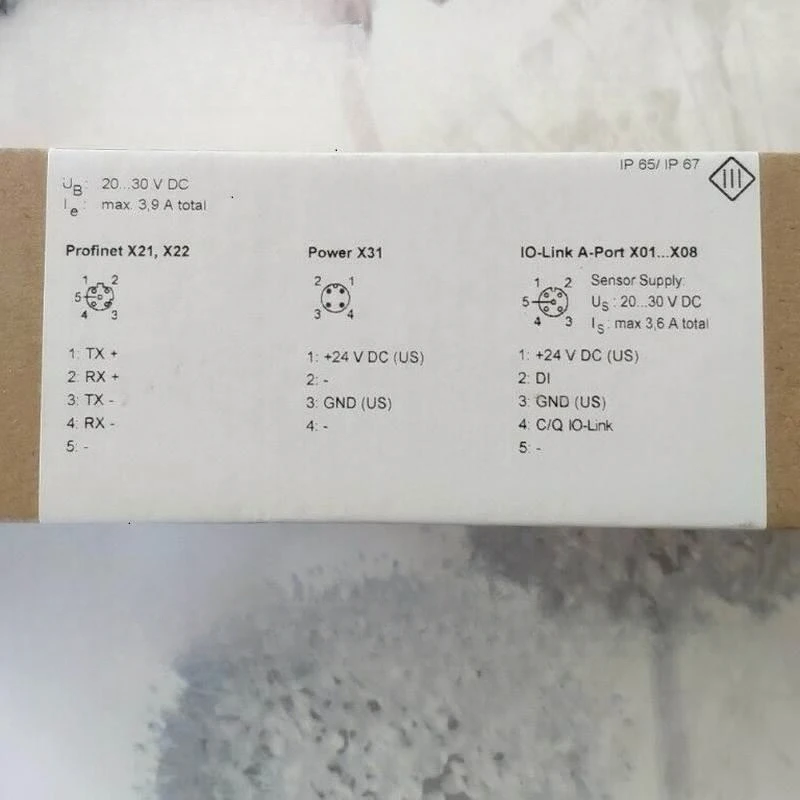 U_B: 20...30 V DC
I_e: max. 3,9 A total
IP 65/ IP 67
III
Profinet X21, X22
1 2
5
4 3
1: TX +
2: RX +
3: TX -
4: RX -
5: -
Power X31
2 1
3 4
1: +24 V DC (US)
2: -
3: GND (US)
4: -
IO-Link A-Port X01...X08
1 2
5
4 3
Sensor Supply:
U_S: 20...30 V DC
I_S: max 3,6 A total
1: +24 V DC (US)
2: DI
3: GND (US)
4: C/Q IO-Link
5: -